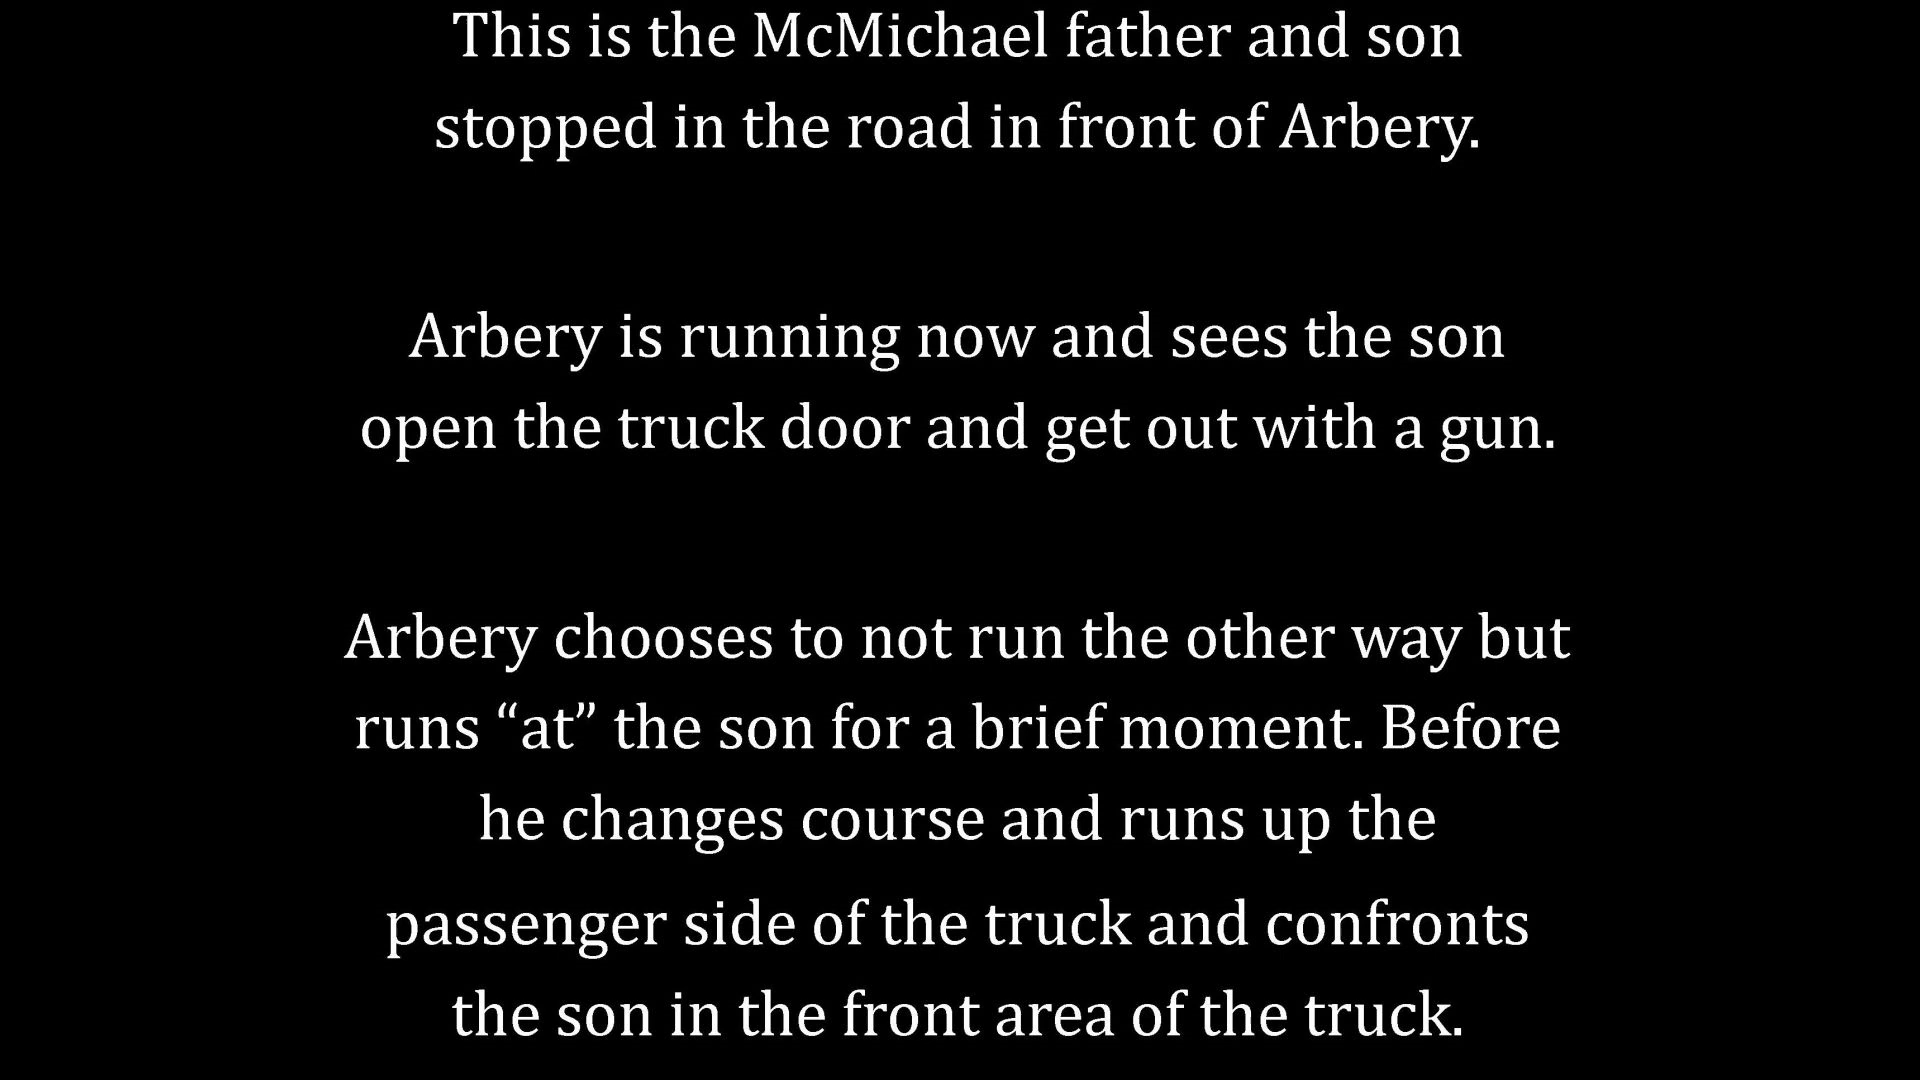 This is the McMichael father and son
stopped in the road in front of Arbery.
Arbery is running now and sees the son
open the truck door and get out with a gun.
Arbery chooses to not run the other way but
runs “at” the son for a brief moment. Before
he changes course and runs up the
passenger side of the truck and confronts
the son in the front area of the truck.